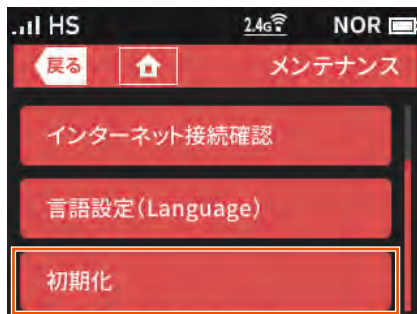 HS 2.4G NOR
戻る メンテナンス
インターネット接続確認
言語設定(Language)
初期化